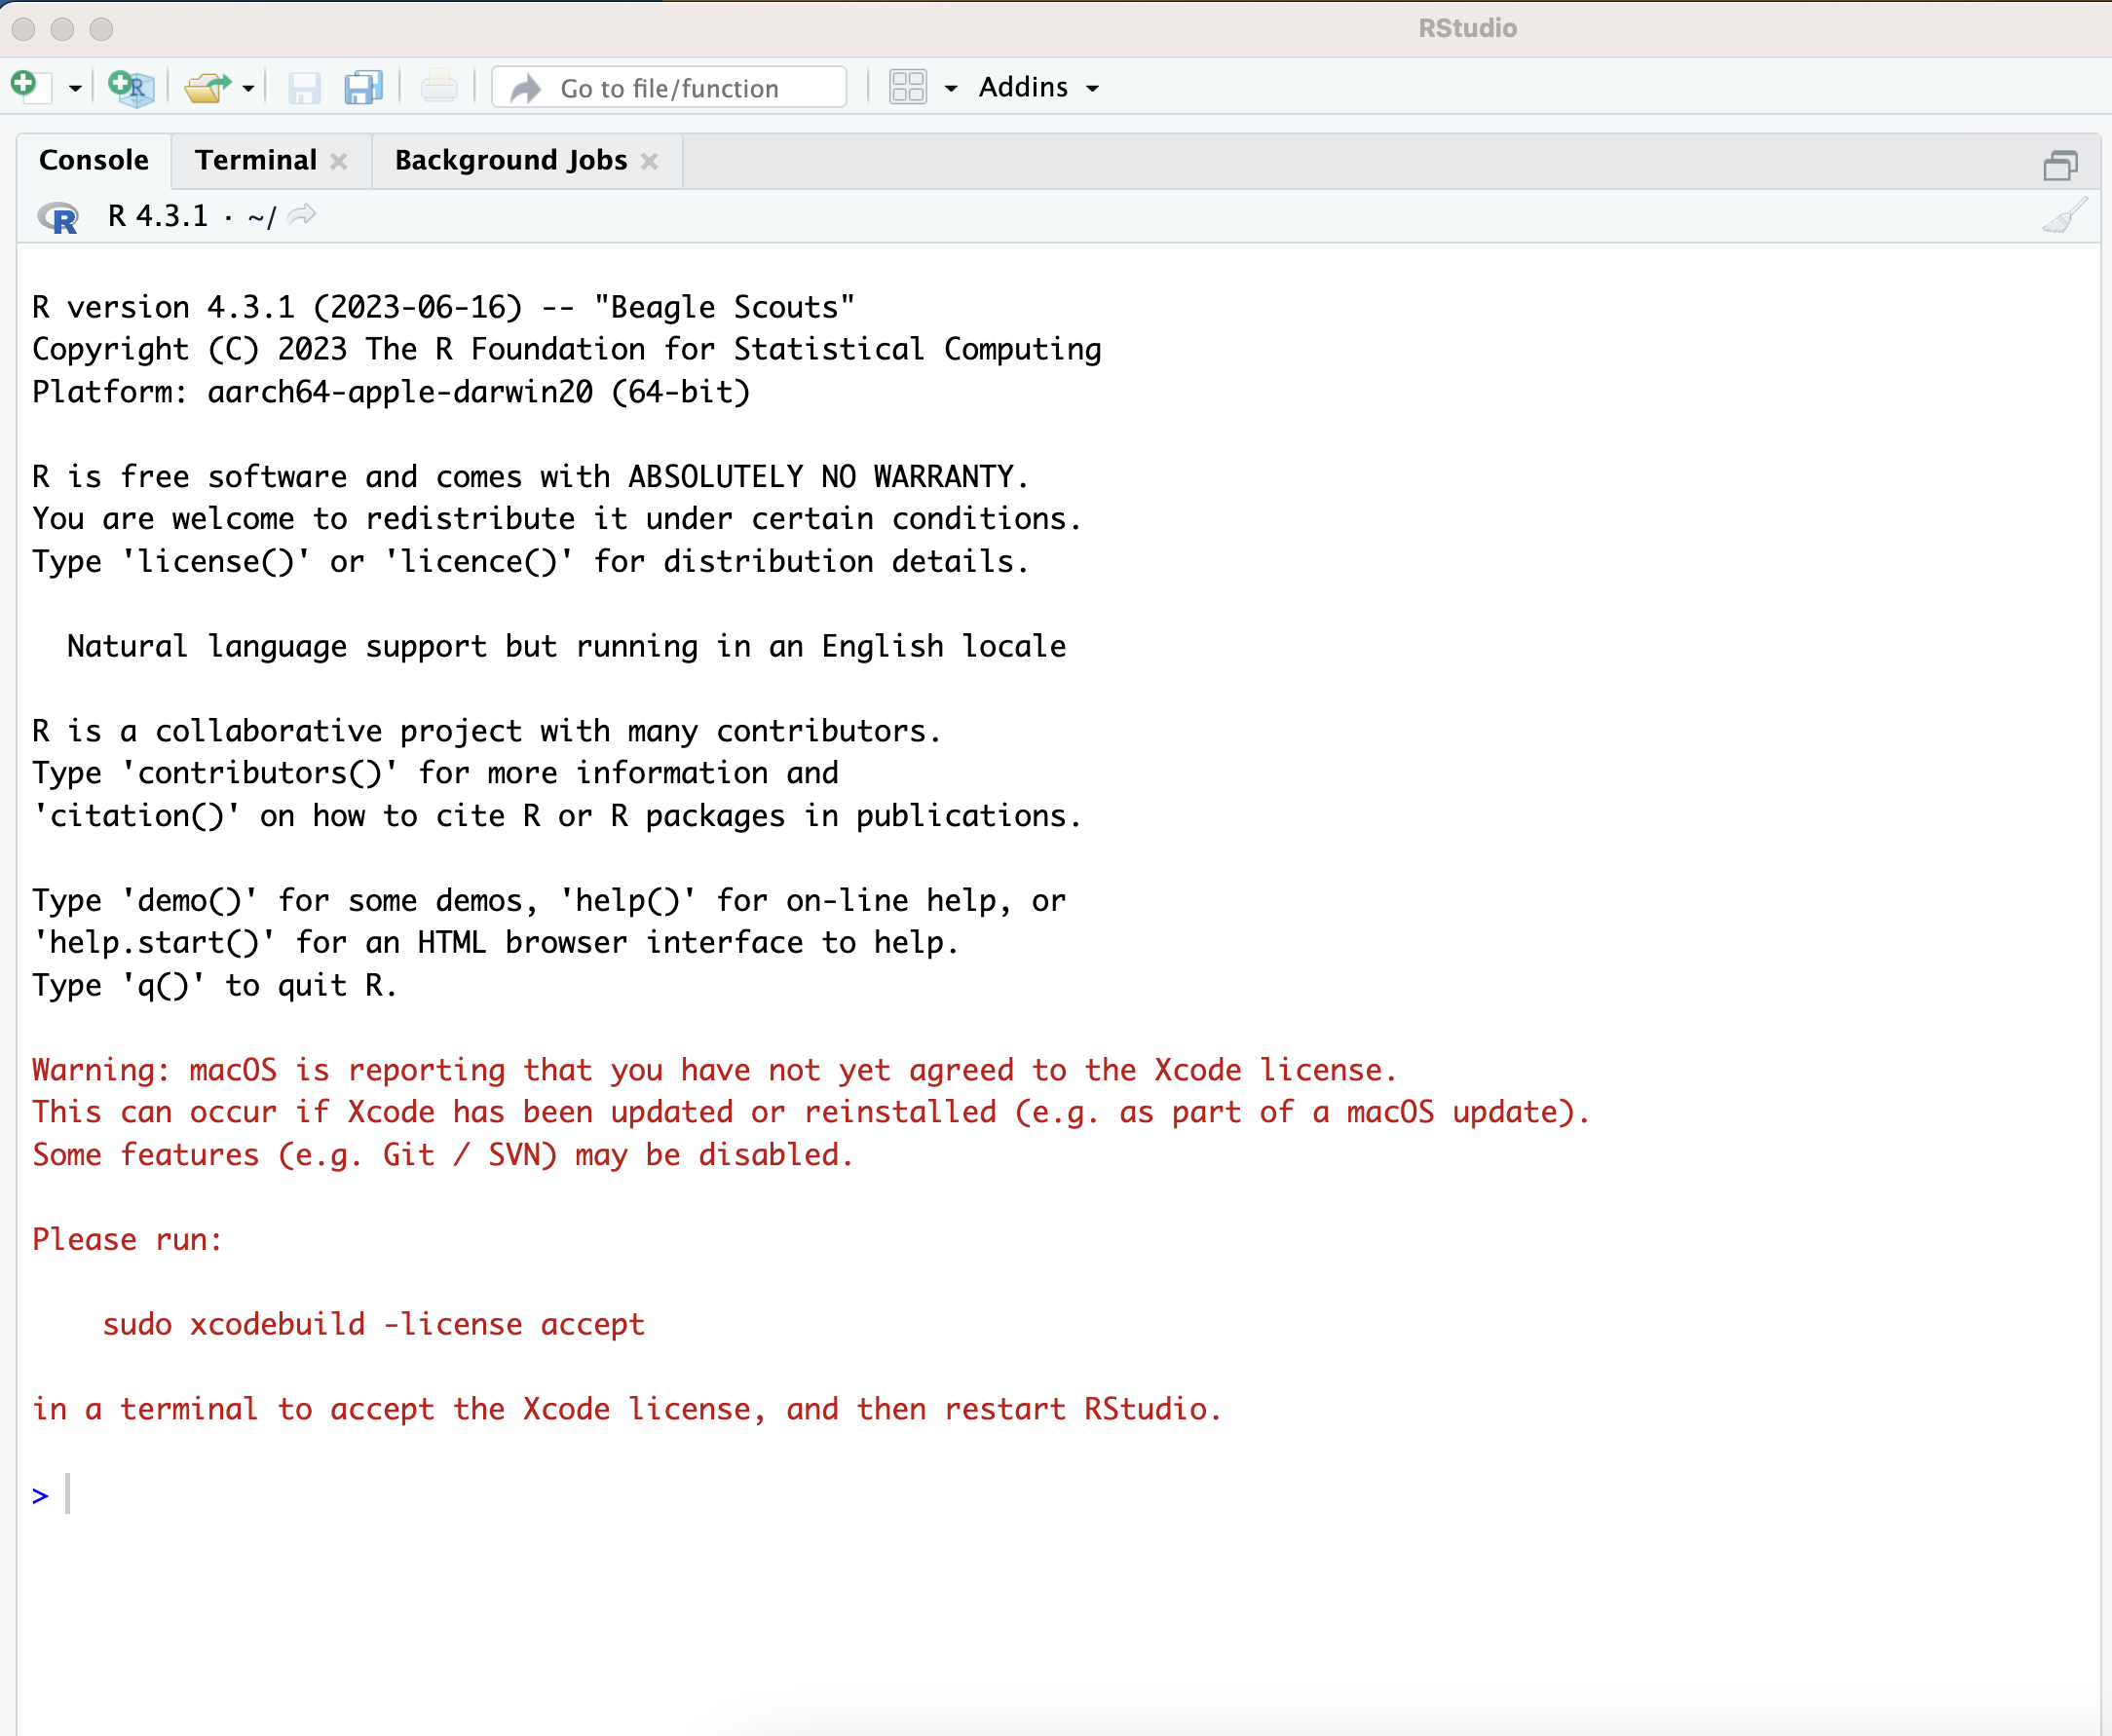 RStudio
Go to file/function
Addins
Console Terminal Background Jobs
R R 4.3.1 · ~/
R version 4.3.1 (2023-06-16) -- "Beagle Scouts"
Copyright (C) 2023 The R Foundation for Statistical Computing
Platform: aarch64-apple-darwin20 (64-bit)
R is free software and comes with ABSOLUTELY NO WARRANTY.
You are welcome to redistribute it under certain conditions.
Type 'license()' or 'licence()' for distribution details.
Natural language support but running in an English locale
R is a collaborative project with many contributors.
Type 'contributors()' for more information and
'citation()' on how to cite R or R packages in publications.
Type 'demo()' for some demos, 'help()' for on-line help, or
'help.start()' for an HTML browser interface to help.
Type 'q()' to quit R.
Warning: macOS is reporting that you have not yet agreed to the Xcode license.
This can occur if Xcode has been updated or reinstalled (e.g. as part of a macOS update).
Some features (e.g. Git / SVN) may be disabled.
Please run:
sudo xcodebuild -license accept
in a terminal to accept the Xcode license, and then restart RStudio.
>